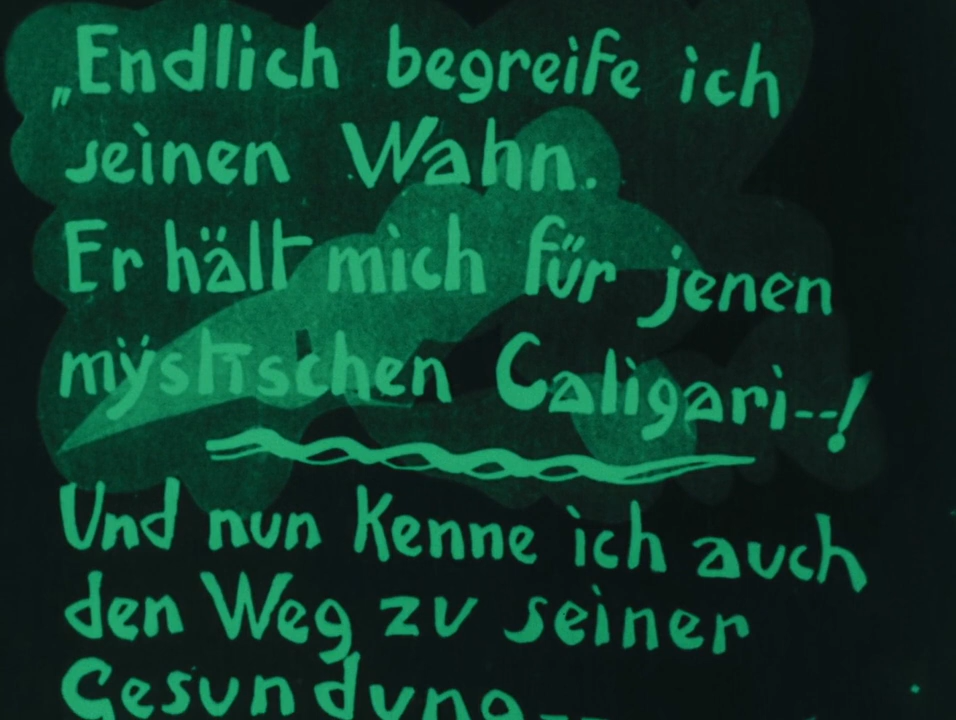 „Endlich begreife ich
seinen Wahn.
Er hält mich für jenen
mÿstischen Caligari--!
Und nun kenne ich auch
den Weg zu seiner
Gesundung--